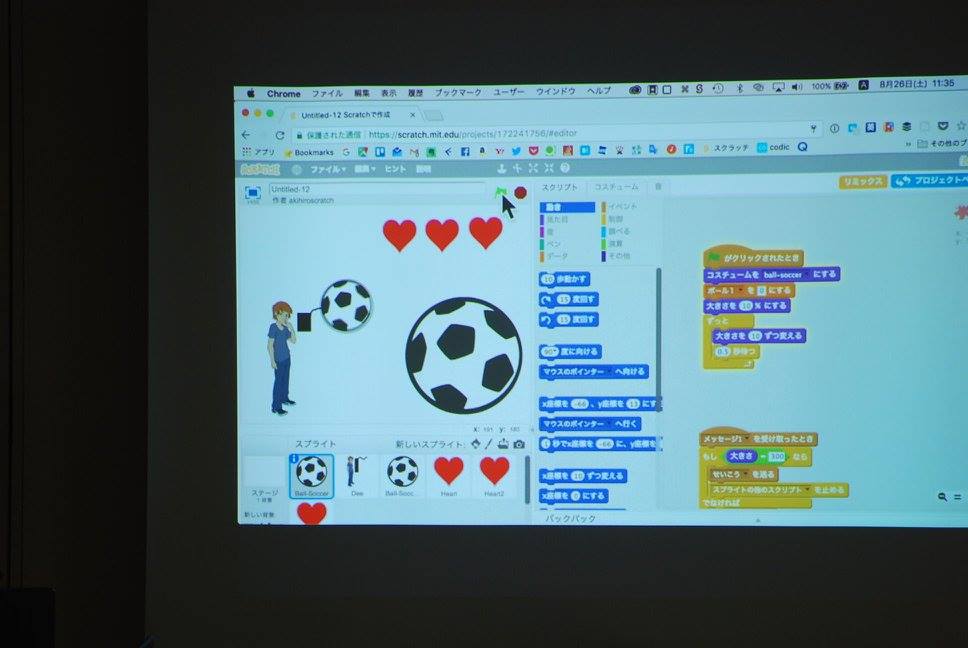 Chrome ファイル 編集 表示 履歴 ブックマーク ユーザー ウインドウ ヘルプ 100% 8月26日(土) 11:35
Untitled-12 Scratchで作成
保護された通信 | https://scratch.mit.edu/projects/172241756/#editor
アプリ Bookmarks スクラッチ codic その他のブ
SCRATCH ファイル 編集 ヒント 説明
リミックス プロジェクトペ
Untitled-12
作者 akihiroscratch
スクリプト コスチューム 音
動き イベント
見た目 制御
音 調べる
ペン 演算
データ その他
10 歩動かす
15 度回す
15 度回す
90 度に向ける
マウスのポインター へ向ける
x座標を -66 、y座標を 13 にす
マウスのポインター へ行く
1 秒でx座標を -66 に、y座標を
x座標を 10 ずつ変える
x座標を 0 にする
バックパック
がクリックされたとき
コスチュームを ball-soccer にする
ボール1 を 0 にする
大きさを 10 % にする
ずっと
大きさを 10 ずつ変える
0.5 秒待つ
メッセージ1 を受け取ったとき
もし 大きさ = 300 なら
せいこう を送る
スプライトの他のスクリプト を止める
でなければ
x: 191 y: 180
スプライト 新しいスプライト:
ステージ
1 背景
新しい背景:
Ball-Soccer Dee Ball-Socc... Heart Heart2